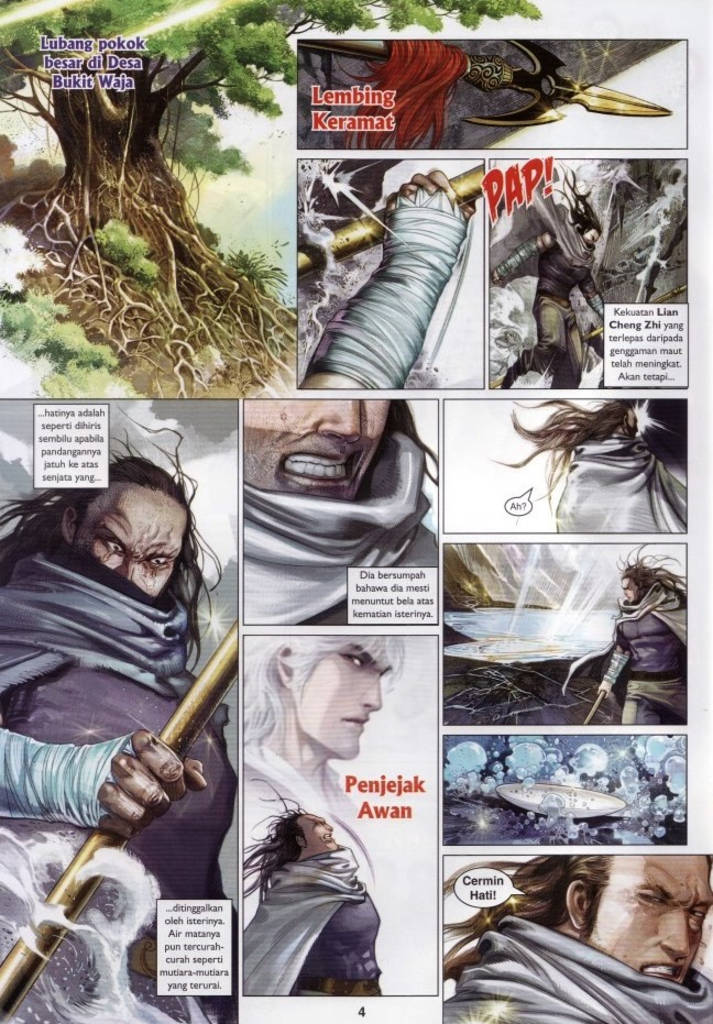 Lubang pokok
besar di Desa
Bukit Waja
Lembing
Keramat
PAP!
Kekuatan Lian
Cheng Zhi yang
terlepas daripada
genggaman maut
telah meningkat.
Akan tetapi...
...hatinya adalah
seperti dihiris
sembilu apabila
pandangannya
jatuh ke atas
senjata yang...
...ditinggalkan
oleh isterinya.
Air matanya
pun tercurah-
curah seperti
mutiara-mutiara
yang terurai.
Dia bersumpah
bahawa dia mesti
menuntut bela atas
kematian isterinya.
Penjejak
Awan
Ah?
Cermin
Hati!
4